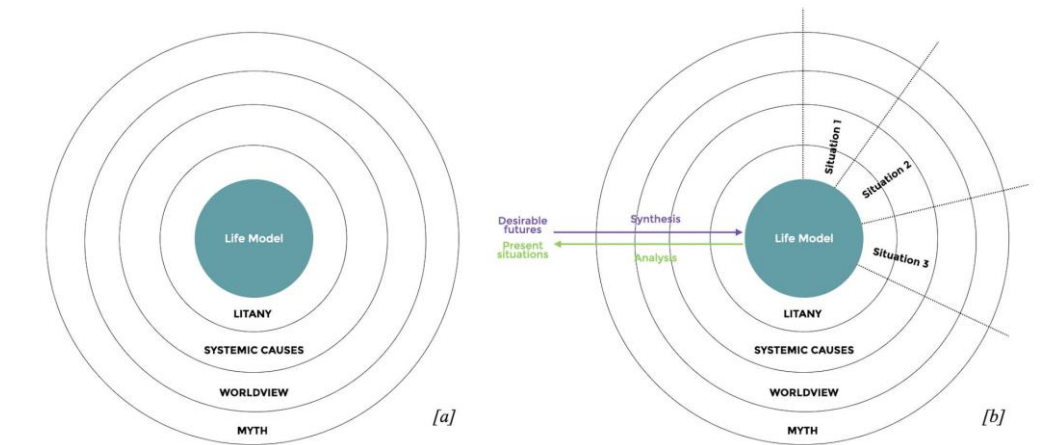 Life Model
LITANY
SYSTEMIC CAUSES
WORLDVIEW
MYTH
[a]
Situation 1
Situation 2
Situation 3
Desirable
futures
Synthesis
Present
situations
Analysis
Life Model
LITANY
SYSTEMIC CAUSES
WORLDVIEW
MYTH
[b]